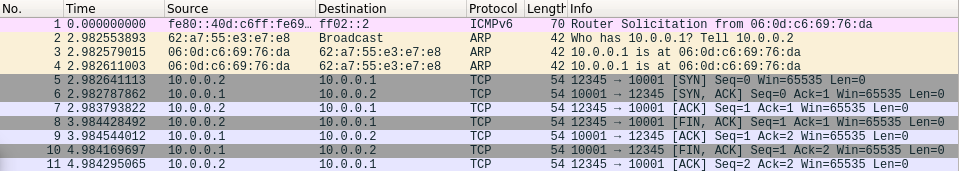 No. Time Source Destination Protocol Length Info
1 0.000000000 fe80::40d:c6ff:fe69… ff02::2 ICMPv6 70 Router Solicitation from 06:0d:c6:69:76:da
2 2.982553893 62:a7:55:e3:e7:e8 Broadcast ARP 42 Who has 10.0.0.1? Tell 10.0.0.2
3 2.982579015 06:0d:c6:69:76:da 62:a7:55:e3:e7:e8 ARP 42 10.0.0.1 is at 06:0d:c6:69:76:da
4 2.982611003 06:0d:c6:69:76:da 62:a7:55:e3:e7:e8 ARP 42 10.0.0.1 is at 06:0d:c6:69:76:da
5 2.982641113 10.0.0.2 10.0.0.1 TCP 54 12345 → 10001 [SYN] Seq=0 Win=65535 Len=0
6 2.982787862 10.0.0.1 10.0.0.2 TCP 54 10001 → 12345 [SYN, ACK] Seq=0 Ack=1 Win=65535 Len=0
7 2.983793822 10.0.0.2 10.0.0.1 TCP 54 12345 → 10001 [ACK] Seq=1 Ack=1 Win=65535 Len=0
8 3.984428492 10.0.0.2 10.0.0.1 TCP 54 12345 → 10001 [FIN, ACK] Seq=1 Ack=1 Win=65535 Len=0
9 3.984544012 10.0.0.1 10.0.0.2 TCP 54 10001 → 12345 [ACK] Seq=1 Ack=2 Win=65535 Len=0
10 4.984169697 10.0.0.1 10.0.0.2 TCP 54 10001 → 12345 [FIN, ACK] Seq=1 Ack=2 Win=65535 Len=0
11 4.984295065 10.0.0.2 10.0.0.1 TCP 54 12345 → 10001 [ACK] Seq=2 Ack=2 Win=65535 Len=0